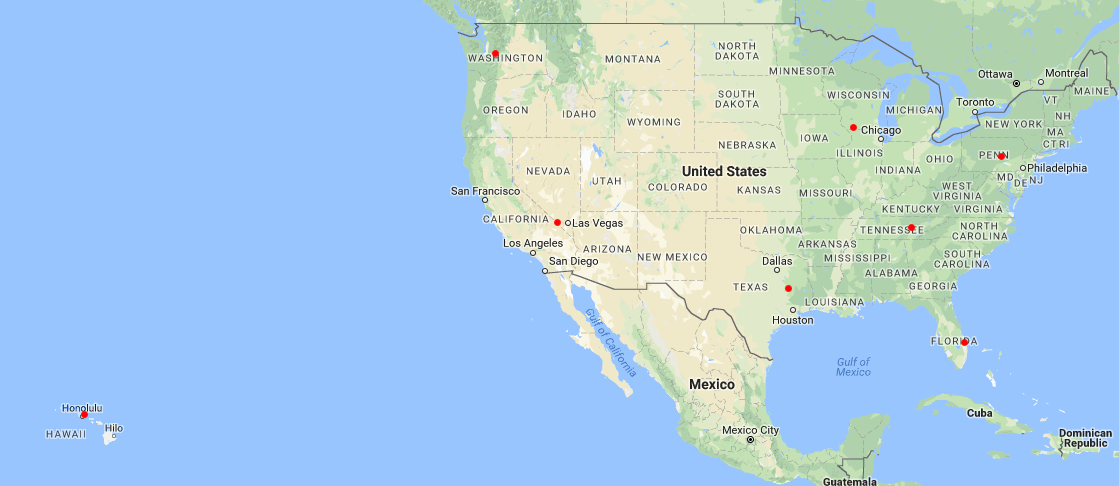 WASHINGTON
MONTANA
NORTH
DAKOTA
MINNESOTA
Ottawa
Montreal
MAINE
OREGON
IDAHO
SOUTH
DAKOTA
WISCONSIN
MICHIGAN
Toronto
VT
NH
WYOMING
NEW YORK
MA
CT RI
IOWA
Chicago
NEBRASKA
ILLINOIS
INDIANA
OHIO
PENN
Philadelphia
NEVADA
UTAH
United States
COLORADO
KANSAS
MISSOURI
WEST
VIRGINIA
MD
DE
NJ
San Francisco
KENTUCKY
VIRGINIA
CALIFORNIA
Las Vegas
OKLAHOMA
TENNESSEE
NORTH
CAROLINA
Los Angeles
ARIZONA
NEW MEXICO
ARKANSAS
San Diego
Dallas
MISSISSIPPI
SOUTH
CAROLINA
ALABAMA
TEXAS
GEORGIA
LOUISIANA
Houston
Gulf of California
FLORIDA
Gulf of
Mexico
Mexico
Honolulu
HAWAII
Hilo
Cuba
Mexico City
Dominican
Republic
Guatemala